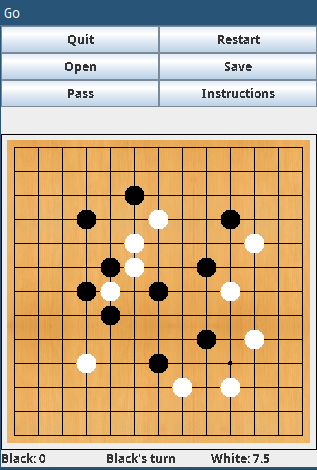 Go
Quit Restart
Open Save
Pass Instructions
Black: 0 Black's turn White: 7.5